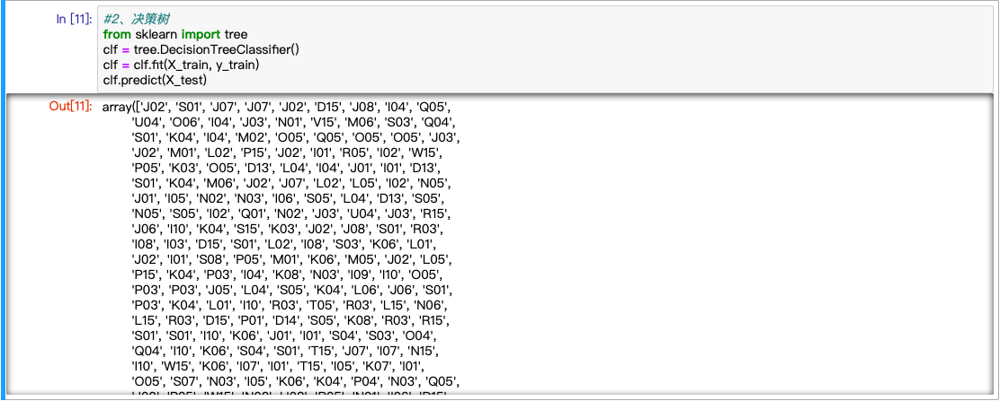 In [11]:
#2、决策树
from sklearn import tree
clf = tree.DecisionTreeClassifier()
clf = clf.fit(X_train, y_train)
clf.predict(X_test)
Out[11]:
array(['J02', 'S01', 'J07', 'J07', 'J02', 'D15', 'J08', 'I04', 'Q05',
'U04', 'O06', 'I04', 'J03', 'N01', 'V15', 'M06', 'S03', 'Q04',
'S01', 'K04', 'I04', 'M02', 'O05', 'Q05', 'O05', 'O05', 'J03',
'J02', 'M01', 'L02', 'P15', 'J02', 'I01', 'R05', 'I02', 'W15',
'P05', 'K03', 'O05', 'D13', 'L04', 'I04', 'J01', 'I01', 'D13',
'S01', 'K04', 'M06', 'J02', 'J07', 'L02', 'L05', 'I02', 'N05',
'J01', 'I05', 'N02', 'N03', 'I06', 'S05', 'L04', 'D13', 'S05',
'N05', 'S05', 'I02', 'Q01', 'N02', 'J03', 'U04', 'J03', 'R15',
'J06', 'I10', 'K04', 'S15', 'K03', 'J02', 'J08', 'S01', 'R03',
'I08', 'I03', 'D15', 'S01', 'L02', 'I08', 'S03', 'K06', 'L01',
'J02', 'I01', 'S08', 'P05', 'M01', 'K06', 'M05', 'J02', 'L05',
'P15', 'K04', 'P03', 'I04', 'K08', 'N03', 'I09', 'I10', 'O05',
'P03', 'P03', 'J05', 'L04', 'S05', 'K04', 'L06', 'J06', 'S01',
'P03', 'K04', 'L01', 'I10', 'R03', 'T05', 'R03', 'L15', 'N06',
'L15', 'R03', 'D15', 'P01', 'D14', 'S05', 'K08', 'R03', 'R15',
'S01', 'S01', 'I10', 'K06', 'J01', 'I01', 'S04', 'S03', 'O04',
'Q04', 'I10', 'K06', 'S04', 'S01', 'T15', 'J07', 'I07', 'N15',
'I10', 'W15', 'K06', 'I07', 'I01', 'T15', 'I05', 'K07', 'I01',
'O05', 'S07', 'N03', 'I05', 'K06', 'K04', 'P04', 'N03', 'Q05',